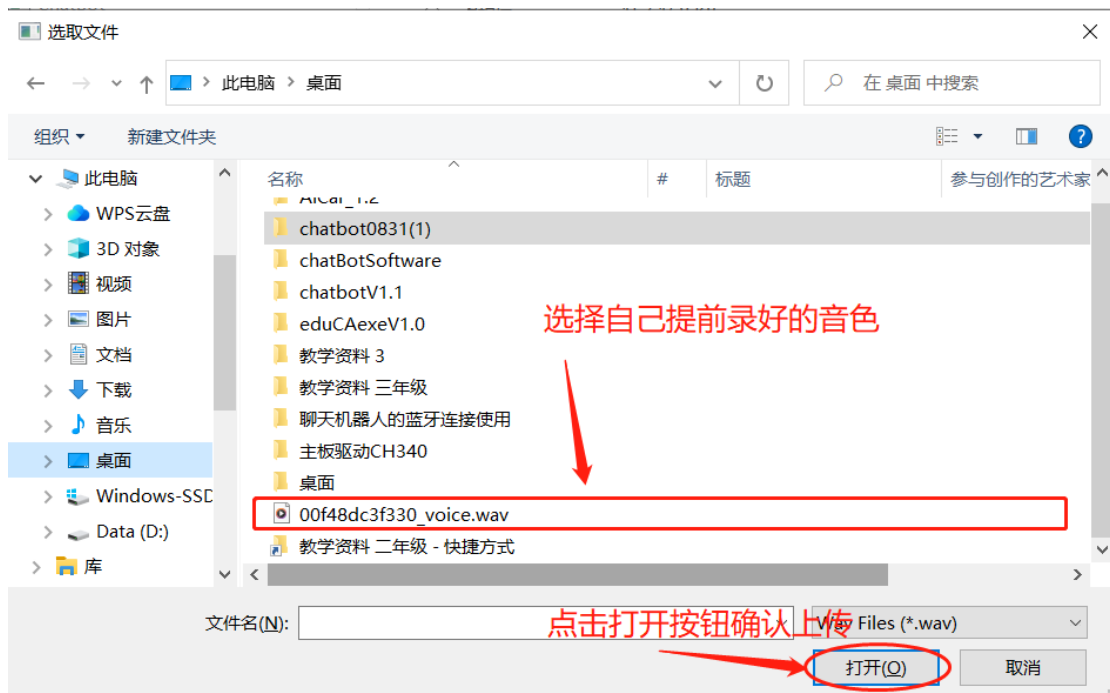 选取文件
此电脑 > 桌面
在 桌面 中搜索
组织
新建文件夹
此电脑
WPS云盘
3D 对象
视频
图片
文档
下载
音乐
桌面
Windows-SSD
Data (D:)
库
名称
#
标题
参与创作的艺术家
AiCar_1.2
chatbot0831(1)
chatBotSoftware
chatbotV1.1
eduCAexeV1.0
选择自己提前录好的音色
教学资料 3
教学资料 三年级
聊天机器人的蓝牙连接使用
主板驱动CH340
桌面
00f48dc3f330_voice.wav
教学资料 二年级 - 快捷方式
文件名(N):
点击打开按钮确认上传
Wav Files (*.wav)
打开(O)
取消